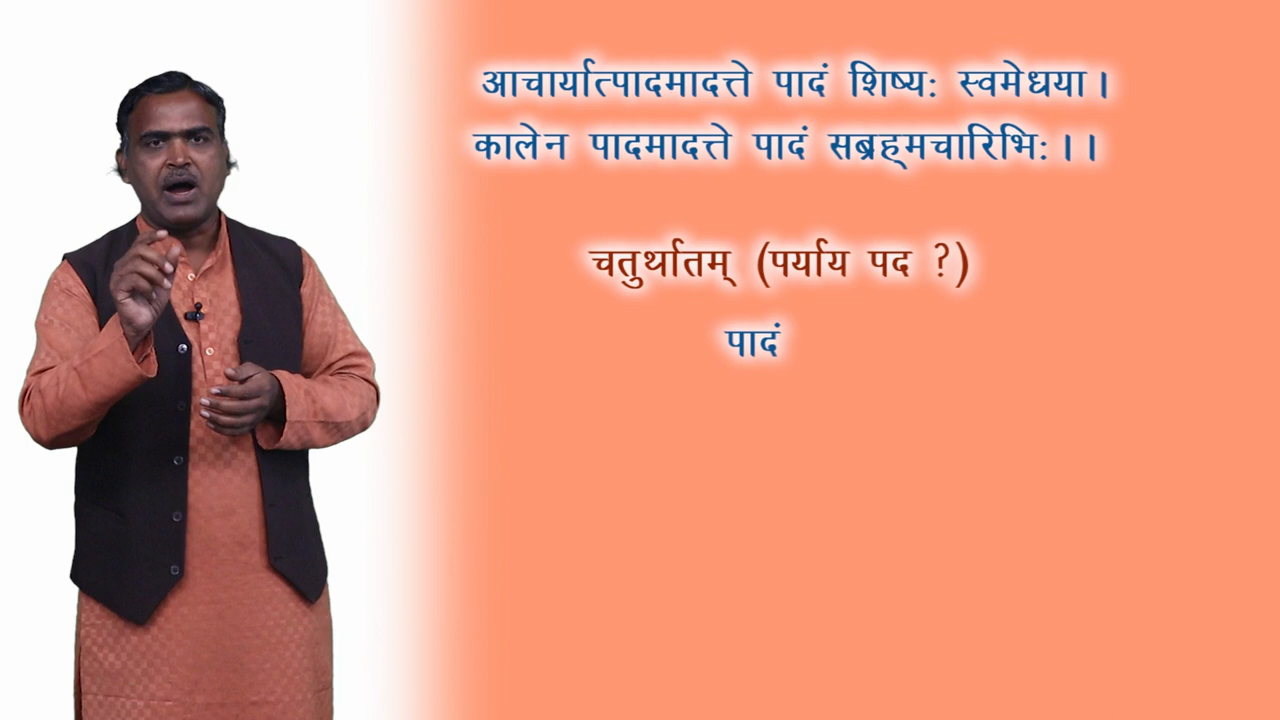 आचार्यात्पादमादत्ते पादं शिष्यः स्वमेधया।
कालेन पादमादत्ते पादं सब्रह्मचारिभिः।।
चतुर्थातम् (पर्याय पद ?)
पादं